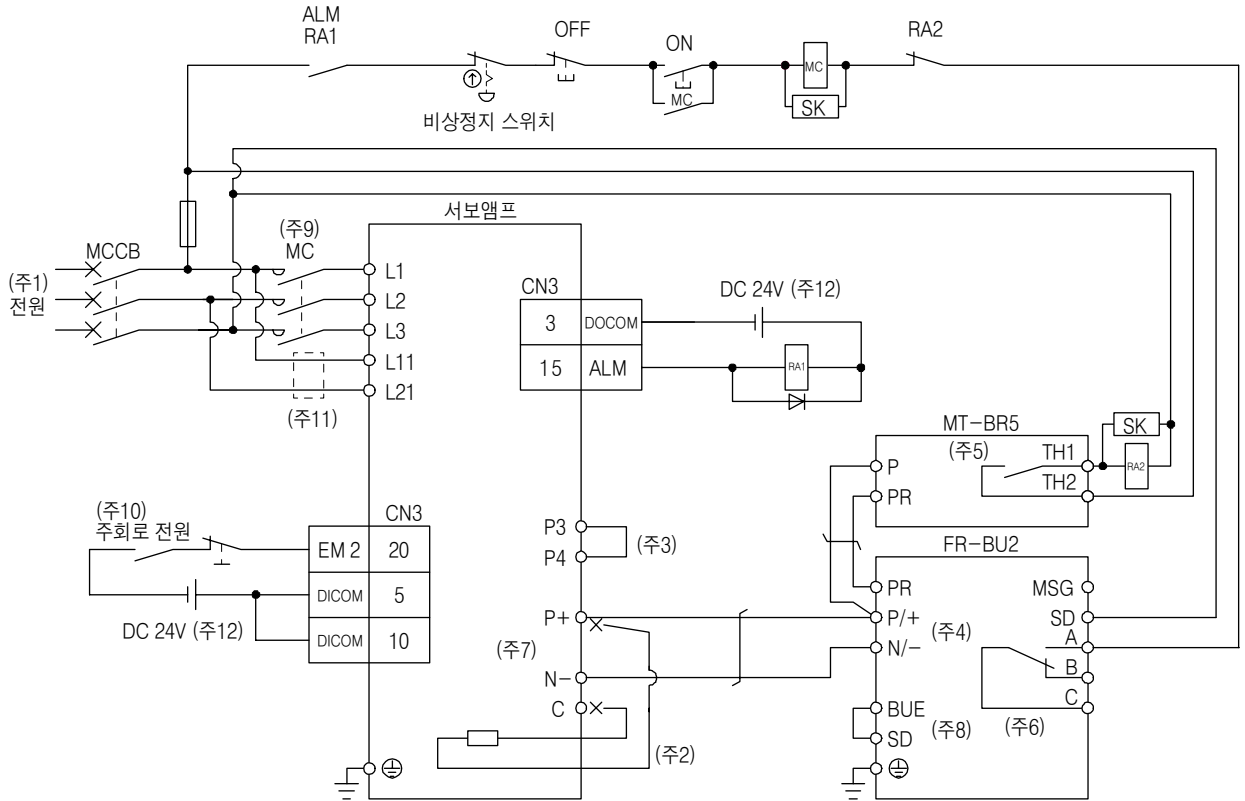 ALM
RA1
OFF
ON
RA2
MC
MC
SK
비상정지 스위치
서보앰프
(주9)
MC
MCCB
(주1)
전원
L1
L2
L3
L11
L21
(주11)
CN3
3 DOCOM
15 ALM
DC 24V (주12)
RA1
MT-BR5
(주5)
P
PR
TH1
TH2
SK
RA2
(주10)
주회로 전원
CN3
EM 2 20
DICOM 5
DICOM 10
DC 24V (주12)
P3
P4
(주3)
P+
(주7)
N-
C
(주2)
FR-BU2
PR
P/+
(주4)
N/-
BUE
(주8)
SD
MSG
SD
A
B
C
(주6)